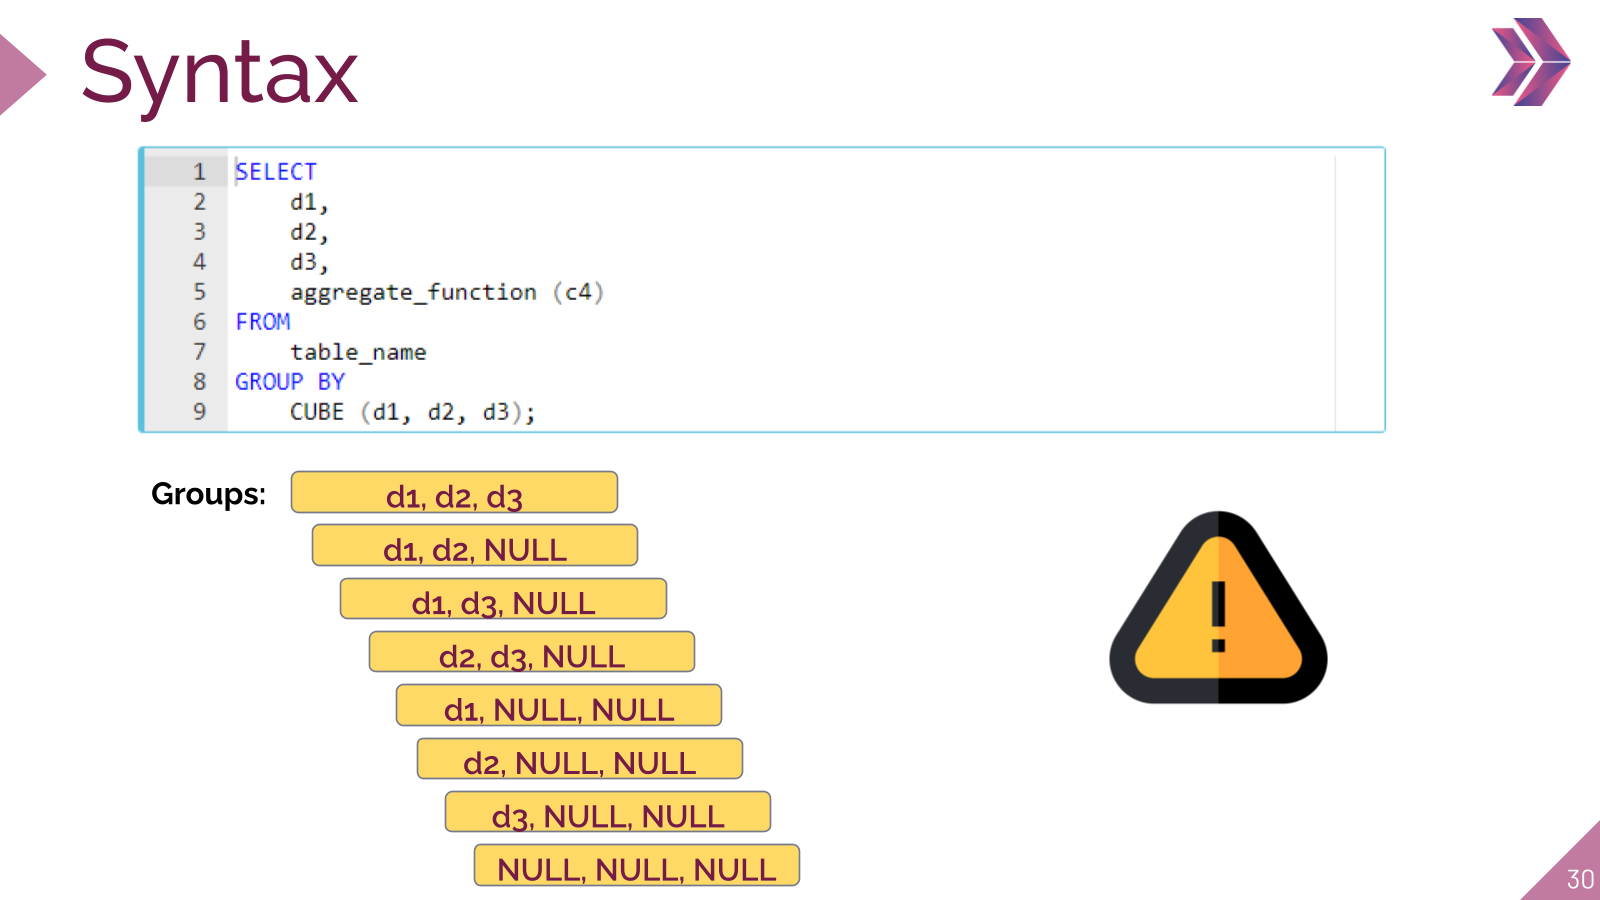 Syntax
1 SELECT
2 d1,
3 d2,
4 d3,
5 aggregate_function (c4)
6 FROM
7 table_name
8 GROUP BY
9 CUBE (d1, d2, d3);
Groups: d1, d2, d3
d1, d2, NULL
d1, d3, NULL
d2, d3, NULL
d1, NULL, NULL
d2, NULL, NULL
d3, NULL, NULL
NULL, NULL, NULL
!
30